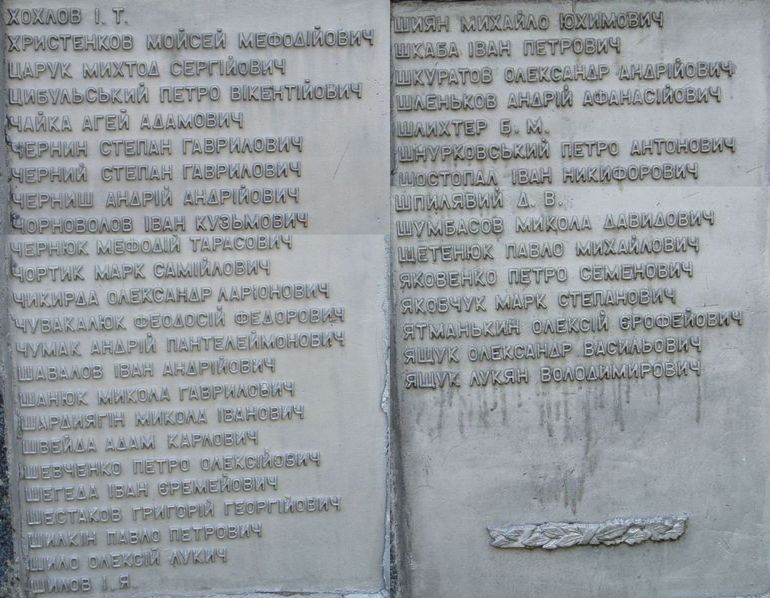 ХОХЛОВ І. Т.
ХРИСТЕНКОВ МОЙСЕЙ МЕФОДІЙОВИЧ
ЦАРУК МИХТОД СЕРГІЙОВИЧ
ЦИБУЛЬСЬКИЙ ПЕТРО ВІКЕНТІЙОВИЧ
ЧАЙКА АГЕЙ АДАМОВИЧ
ЧЕРНИН СТЕПАН ГАВРИЛОВИЧ
ЧЕРНИЙ СТЕПАН ГАВРИЛОВИЧ
ЧЕРНИШ АНДРІЙ АНДРІЙОВИЧ
ЧОРНОВОЛОВ ІВАН КУЗЬМОВИЧ
ЧЕРНЮК МЕФОДІЙ ТАРАСОВИЧ
ЧОРТИК МАРК САМІЙЛОВИЧ
ЧИКИРДА ОЛЕКСАНДР ЛАРІОНОВИЧ
ЧУВАКАЛЮК ФЕОДОСІЙ ФЕДОРОВИЧ
ЧУМАК АНДРІЙ ПАНТЕЛЕЙМОНОВИЧ
ШАВАЛОВ ІВАН АНДРІЙОВИЧ
ШАНЮК МИКОЛА ГАВРИЛОВИЧ
ШАРДИЯГІН МИКОЛА ІВАНОВИЧ
ШВЕЙДА АДАМ КАРЛОВИЧ
ШЕВЧЕНКО ПЕТРО ОЛЕКСІЙОВИЧ
ШЕГЕДА ІВАН ЄРЕМЕЙОВИЧ
ШЕСТАКОВ ГРИГОРІЙ ГЕОРГІЙОВИЧ
ШИЛКІН ПАВЛО ПЕТРОВИЧ
ШИЛО ОЛЕКСІЙ ЛУКИЧ
ШИЛОВ І. Я.
ШИЯН МИХАЙЛО ЮХИМОВИЧ
ШКАБА ІВАН ПЕТРОВИЧ
ШКУРАТОВ ОЛЕКСАНДР АНДРІЙОВИЧ
ШЛЕНЬКОВ АНДРІЙ АФАНАСІЙОВИЧ
ШЛИХТЕР Б. М.
ШНУРКОВСЬКИЙ ПЕТРО АНТОНОВИЧ
ШОСТОПАЛ ІВАН НИКИФОРОВИЧ
ШПИЛЯВИЙ Д. В.
ШУМБАСОВ МИКОЛА ДАВИДОВИЧ
ЩЕТЕНЮК ПАВЛО МИХАЙЛОВИЧ
ЯКОВЕНКО ПЕТРО СЕМЕНОВИЧ
ЯКОБЧУК МАРК СТЕПАНОВИЧ
ЯТМАНЬКИН ОЛЕКСІЙ ЄРОФЕЙОВИЧ
ЯЩУК ОЛЕКСАНДР ВАСИЛЬОВИЧ
ЯЩУК ЛУКЯН ВОЛОДИМИРОВИЧ